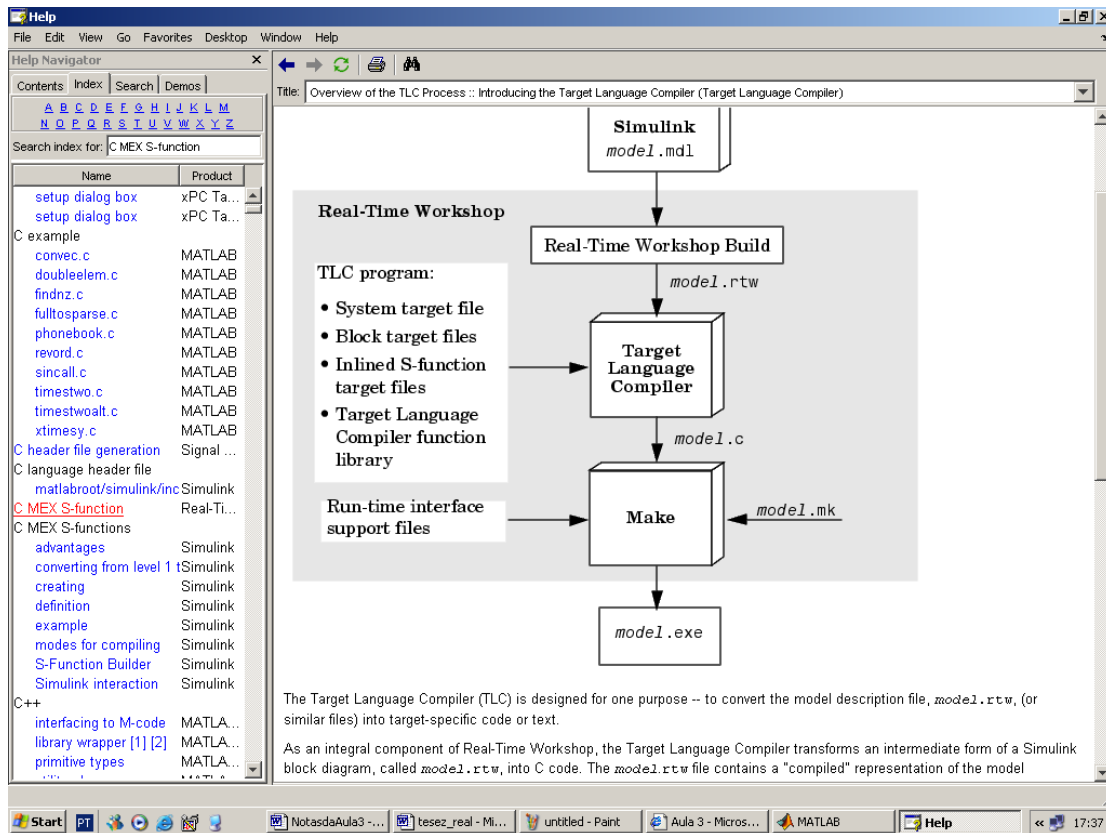 Help
File Edit View Go Favorites Desktop Window Help
Help Navigator
Contents Index Search Demos
A B C D E F G H I J K L M
N O P Q R S T U V W X Y Z
Search index for: C MEX S-function
Name Product
setup dialog box xPC Ta...
setup dialog box xPC Ta...
C example
convec.c MATLAB
doubleelem.c MATLAB
findnz.c MATLAB
fulltosparse.c MATLAB
phonebook.c MATLAB
revord.c MATLAB
sincall.c MATLAB
timestwo.c MATLAB
timestwoalt.c MATLAB
xtimesy.c MATLAB
C header file generation Signal ...
C language header file
matlabroot/simulink/inc Simulink
C MEX S-function Real-Ti...
C MEX S-functions
advantages Simulink
converting from level 1 t Simulink
creating Simulink
definition Simulink
example Simulink
modes for compiling Simulink
S-Function Builder Simulink
Simulink interaction Simulink
C++
interfacing to M-code MATLA...
library wrapper [1] [2] MATLA...
primitive types MATLA...
Title: Overview of the TLC Process :: Introducing the Target Language Compiler (Target Language Compiler)
Simulink
model.mdl
Real-Time Workshop
Real-Time Workshop Build
model.rtw
TLC program:
• System target file
• Block target files
• Inlined S-function
target files
• Target Language
Compiler function
library
Target
Language
Compiler
model.c
Run-time interface
support files
Make
model.mk
model.exe
The Target Language Compiler (TLC) is designed for one purpose -- to convert the model description file, model.rtw, (or
similar files) into target-specific code or text.
As an integral component of Real-Time Workshop, the Target Language Compiler transforms an intermediate form of a Simulink
block diagram, called model.rtw, into C code. The model.rtw file contains a "compiled" representation of the model
Start PT NotasdaAula3 -... tesez_real - Mi... untitled - Paint Aula 3 - Micros... MATLAB Help « 17:37